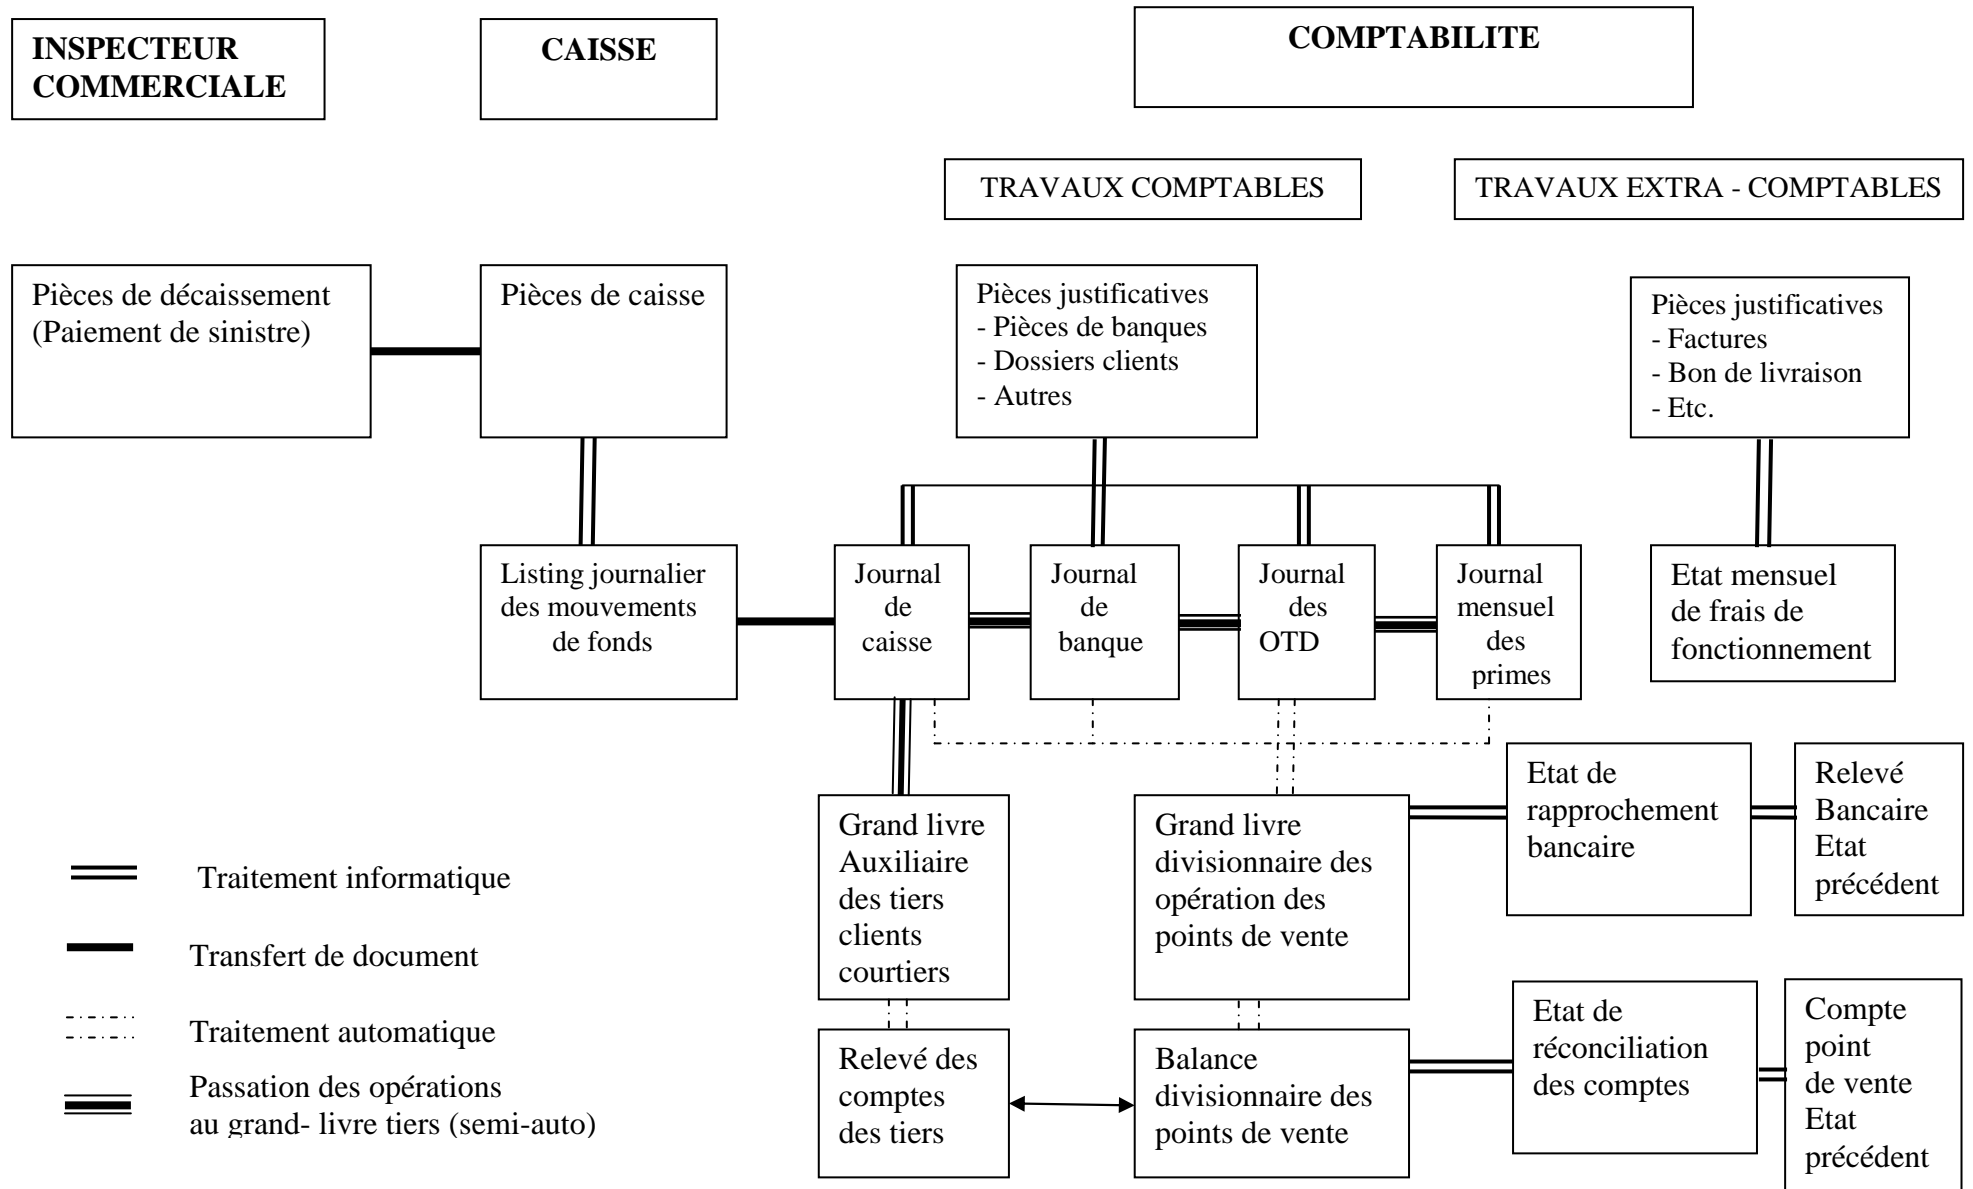 INSPECTEUR
COMMERCIALE
CAISSE
COMPTABILITE
TRAVAUX COMPTABLES
TRAVAUX EXTRA - COMPTABLES
Pièces de décaissement
(Paiement de sinistre)
Pièces de caisse
Pièces justificatives
- Pièces de banques
- Dossiers clients
- Autres
Pièces justificatives
- Factures
- Bon de livraison
- Etc.
Listing journalier
des mouvements
de fonds
Journal
de
caisse
Journal
de
banque
Journal
des
OTD
Journal
mensuel
des
primes
Etat mensuel
de frais de
fonctionnement
Grand livre
Auxiliaire
des tiers
clients
courtiers
Grand livre
divisionnaire des
opération des
points de vente
Etat de
rapprochement
bancaire
Relevé
Bancaire
Etat
précédent
Traitement informatique
Transfert de document
Traitement automatique
Passation des opérations
au grand- livre tiers (semi-auto)
Relevé des
comptes
des tiers
Balance
divisionnaire des
points de vente
Etat de
réconciliation
des comptes
Compte
point
de vente
Etat
précédent